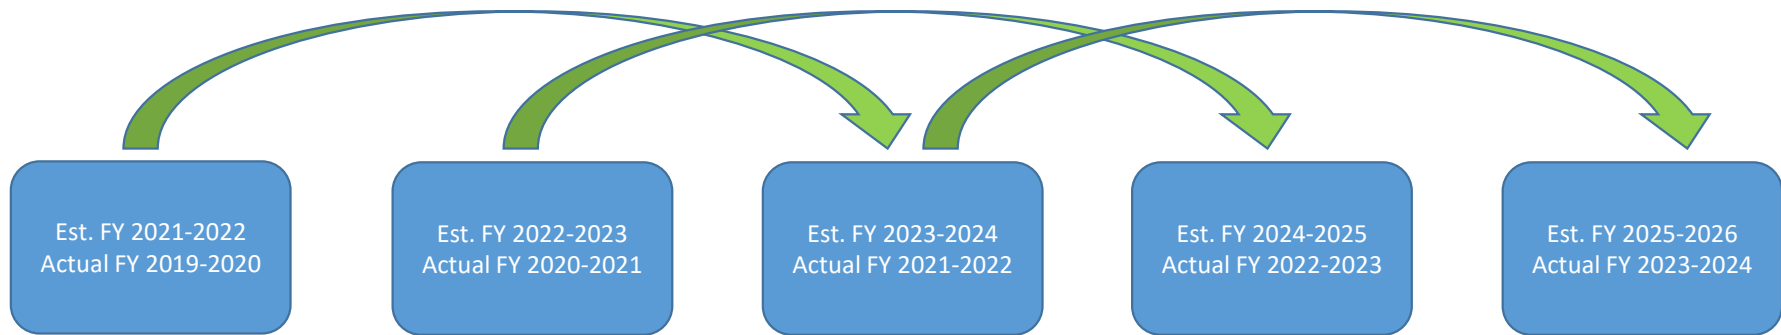 Est. FY 2021-2022
Actual FY 2019-2020
Est. FY 2022-2023
Actual FY 2020-2021
Est. FY 2023-2024
Actual FY 2021-2022
Est. FY 2024-2025
Actual FY 2022-2023
Est. FY 2025-2026
Actual FY 2023-2024